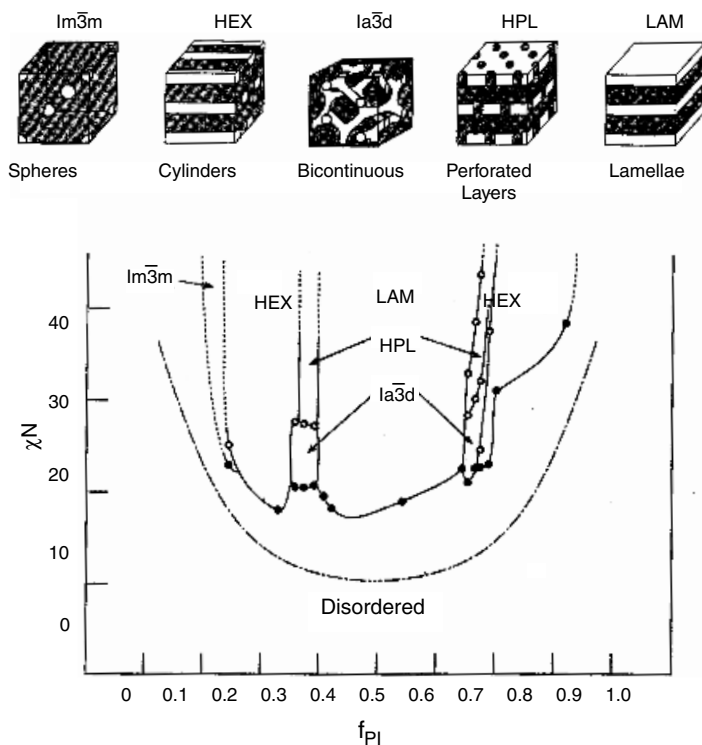 Im3̅m HEX Ia3̅d HPL LAM
Spheres Cylinders Bicontinuous Perforated Layers Lamellae
Im3̅m
HEX
LAM
HEX
HPL
Ia3̅d
40
30
20
10
0
χN
Disordered
0 0.1 0.2 0.3 0.4 0.5 0.6 0.7 0.8 0.9 1.0
f_PI